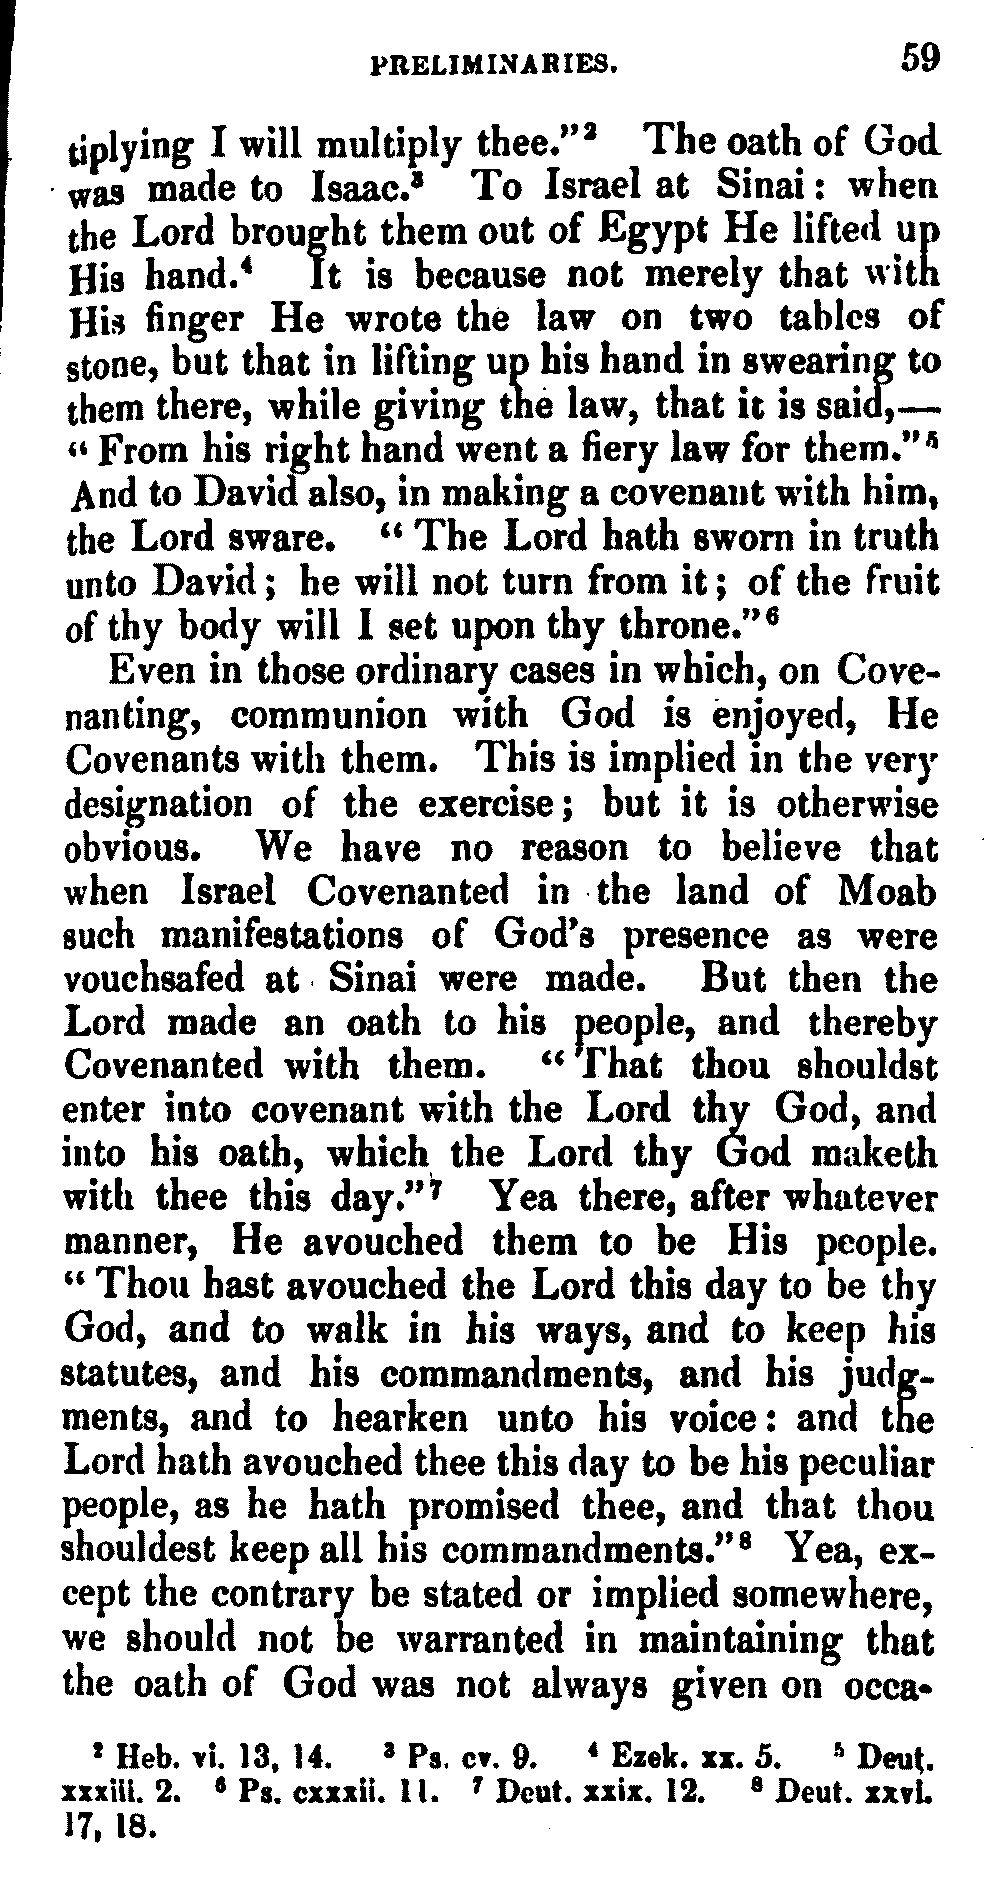 PRELIMINARIES. 59
tiplying I will multiply thee."² The oath of God
was made to Isaac.³ To Israel at Sinai: when
the Lord brought them out of Egypt He lifted up
His hand.⁴ It is because not merely that with
His finger He wrote the law on two tables of
stone, but that in lifting up his hand in swearing to
them there, while giving the law, that it is said,—
"From his right hand went a fiery law for them."⁵
And to David also, in making a covenant with him,
the Lord sware. "The Lord hath sworn in truth
unto David; he will not turn from it; of the fruit
of thy body will I set upon thy throne."⁶
Even in those ordinary cases in which, on Cove-
nanting, communion with God is enjoyed, He
Covenants with them. This is implied in the very
designation of the exercise; but it is otherwise
obvious. We have no reason to believe that
when Israel Covenanted in the land of Moab
such manifestations of God's presence as were
vouchsafed at Sinai were made. But then the
Lord made an oath to his people, and thereby
Covenanted with them. "That thou shouldst
enter into covenant with the Lord thy God, and
into his oath, which the Lord thy God maketh
with thee this day."⁷ Yea there, after whatever
manner, He avouched them to be His people.
"Thou hast avouched the Lord this day to be thy
God, and to walk in his ways, and to keep his
statutes, and his commandments, and his judg-
ments, and to hearken unto his voice: and the
Lord hath avouched thee this day to be his peculiar
people, as he hath promised thee, and that thou
shouldest keep all his commandments."⁸ Yea, ex-
cept the contrary be stated or implied somewhere,
we should not be warranted in maintaining that
the oath of God was not always given on occa-
² Heb. vi. 13, 14. ³ Ps. cv. 9. ⁴ Ezek. xx. 5. ⁵ Deut.
xxxiii. 2. ⁶ Ps. cxxxii. 11. ⁷ Deut. xxix. 12. ⁸ Deut. xxvi.
17, 18.